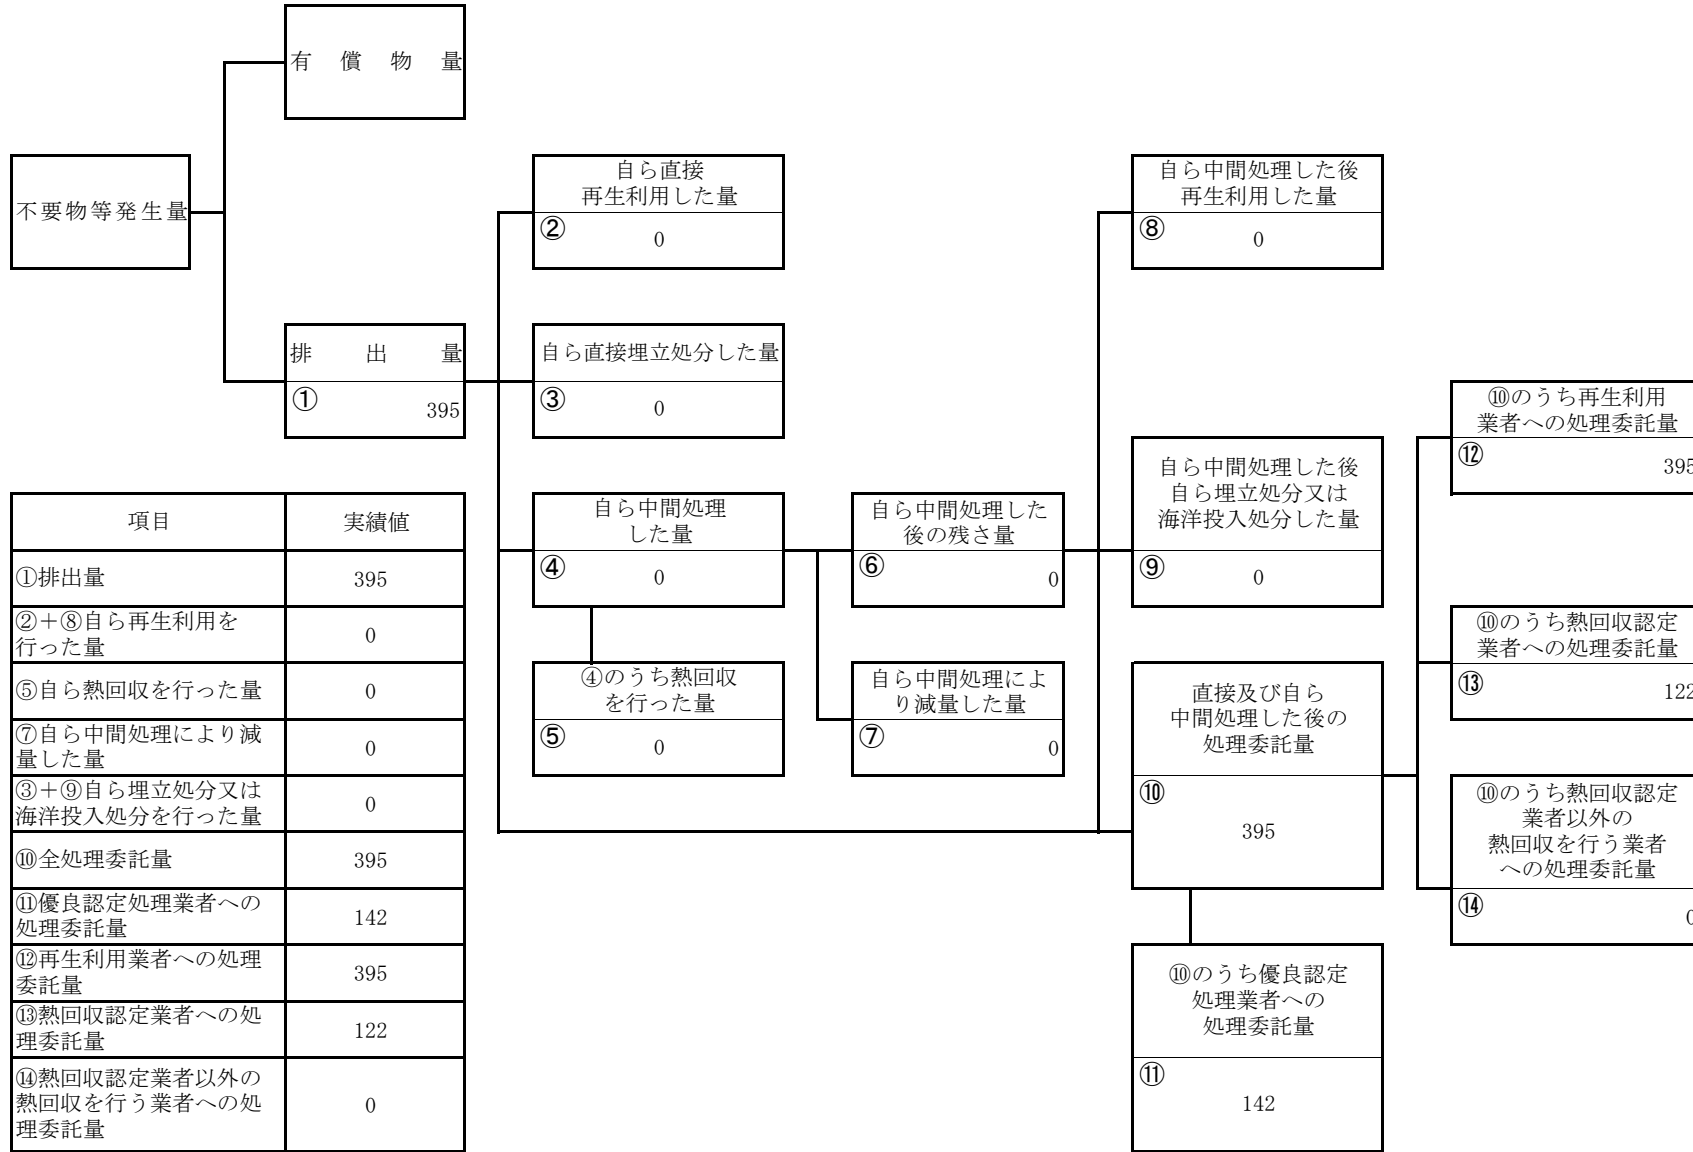 有償物量
不要物等発生量
自ら直接
再生利用した量
②
0
自ら中間処理した後
再生利用した量
⑧
0
排出量
①
395
自ら直接埋立処分した量
③
0
⑩のうち再生利用
業者への処理委託量
⑫
395
自ら中間処理
した量
④
0
自ら中間処理した
後の残さ量
⑥
0
自ら中間処理した後
自ら埋立処分又は
海洋投入処分した量
⑨
0
⑩のうち熱回収認定
業者への処理委託量
⑬
122
④のうち熱回収
を行った量
⑤
0
自ら中間処理によ
り減量した量
⑦
0
直接及び自ら
中間処理した後の
処理委託量
⑩
395
⑩のうち熱回収認定
業者以外の
熱回収を行う業者
への処理委託量
⑭
0
⑩のうち優良認定
処理業者への
処理委託量
⑪
142
項目 実績値
①排出量 395
②＋⑧自ら再生利用を
行った量 0
⑤自ら熱回収を行った量 0
⑦自ら中間処理により減
量した量 0
③＋⑨自ら埋立処分又は
海洋投入処分を行った量 0
⑩全処理委託量 395
⑪優良認定処理業者への
処理委託量 142
⑫再生利用業者への処理
委託量 395
⑬熱回収認定業者への処
理委託量 122
⑭熱回収認定業者以外の
熱回収を行う業者への処
理委託量 0